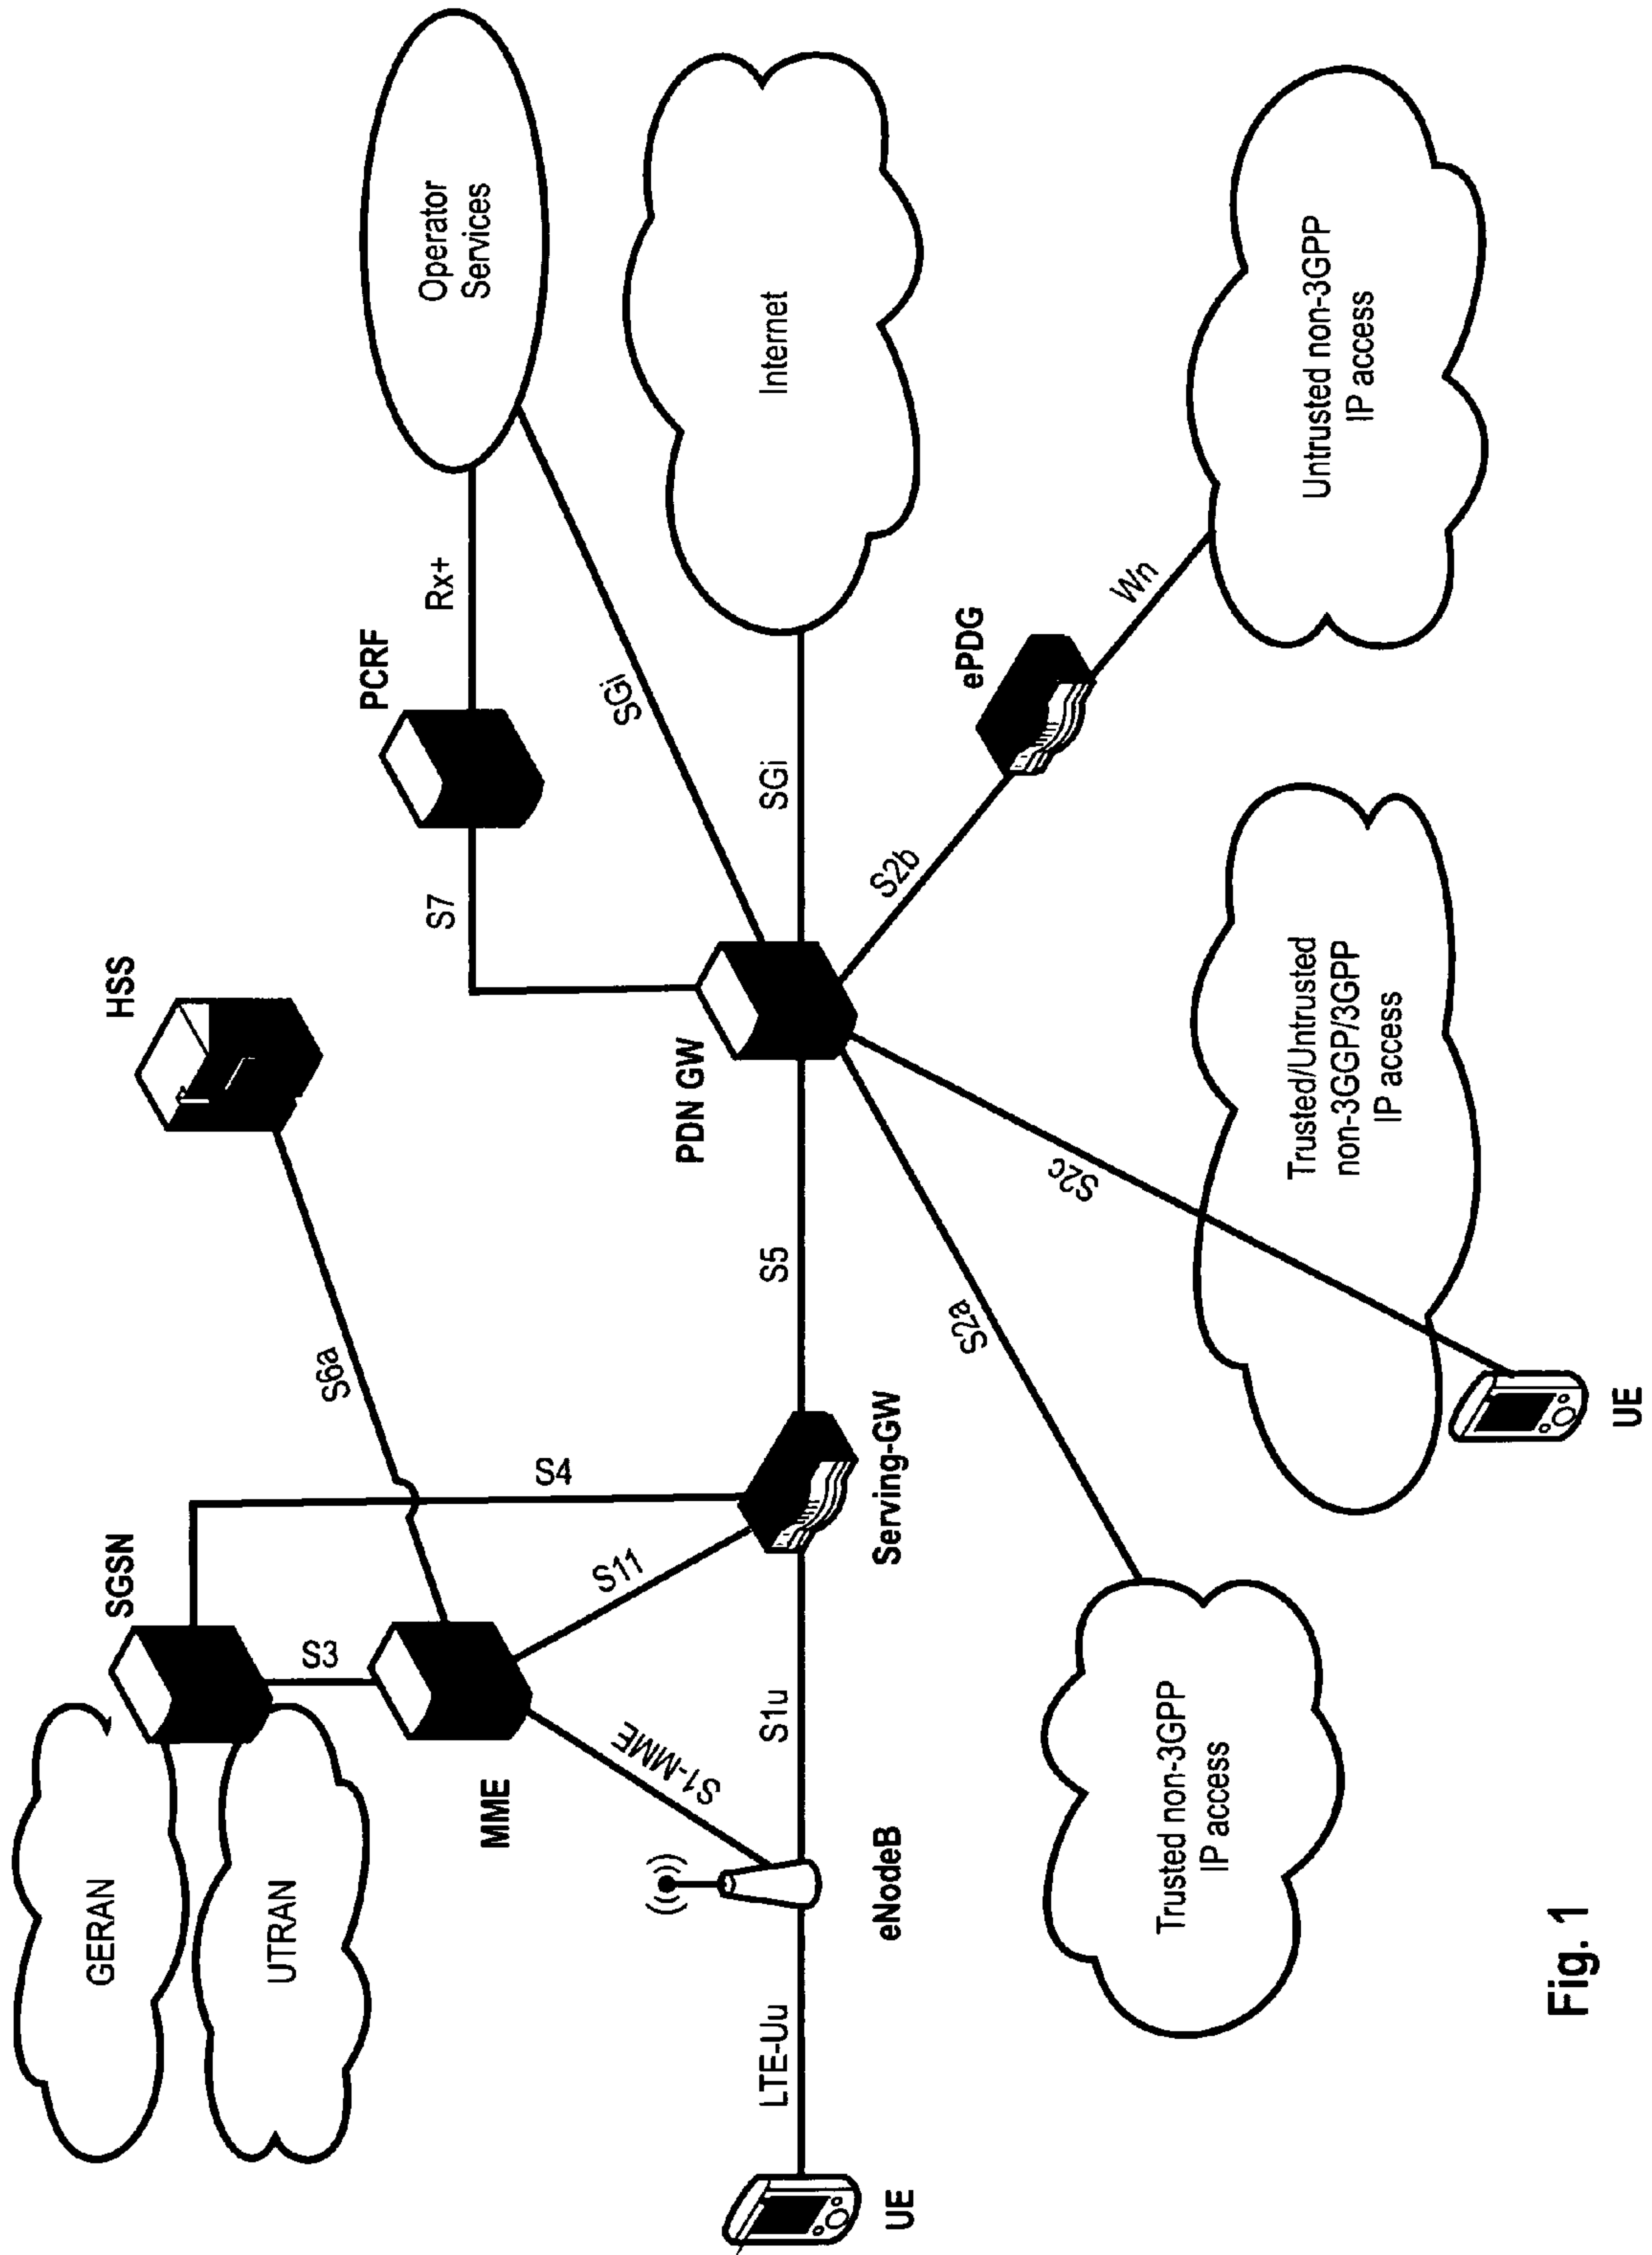 GERAN
UTRAN
SGSN
HSS
S3
S6a
S4
MME
S11
S1-MME
PCRF
S7
Rx+
Operator
Services
SGi
UE
LTE-Uu
eNodeB
S1u
Serving-GW
S5
PDN GW
SGi
Internet
S2a
S2c
S2b
ePDG
Wn
Trusted non-3GPP
IP access
Trusted/Untrusted
non-3GGP/3GPP
IP access
Untrusted non-3GPP
IP access
UE
Fig. 1